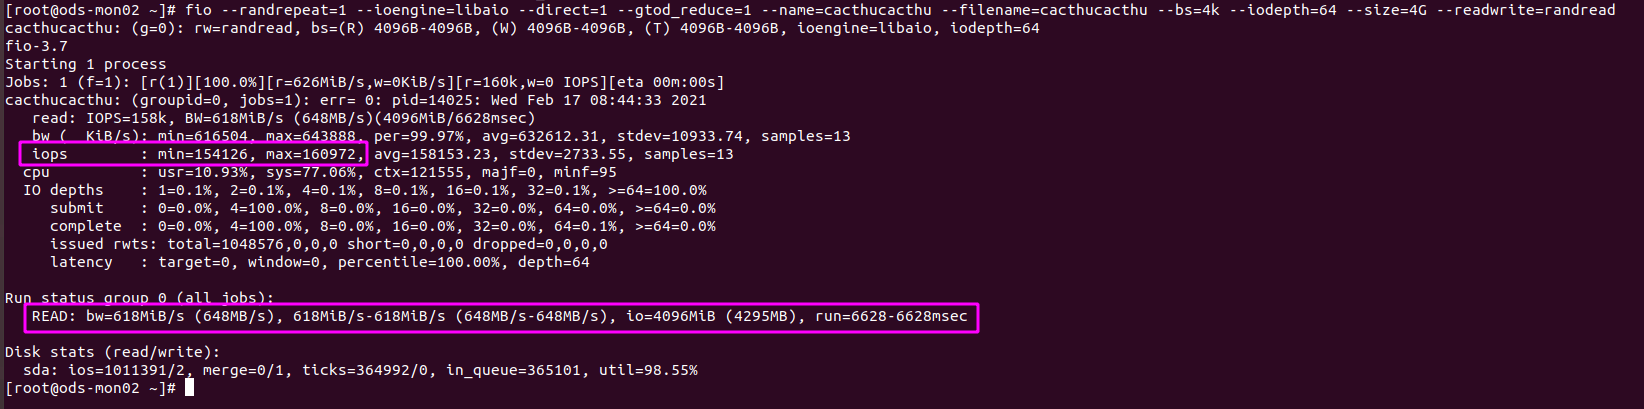 [root@ods-mon02 ~]# fio --randrepeat=1 --ioengine=libaio --direct=1 --gtod_reduce=1 --name=cacthucacthu --filename=cacthucacthu --bs=4k --iodepth=64 --size=4G --readwrite=randread
cacthucacthu: (g=0): rw=randread, bs=(R) 4096B-4096B, (W) 4096B-4096B, (T) 4096B-4096B, ioengine=libaio, iodepth=64
fio-3.7
Starting 1 process
Jobs: 1 (f=1): [r(1)][100.0%][r=626MiB/s,w=0KiB/s][r=160k,w=0 IOPS][eta 00m:00s]
cacthucacthu: (groupid=0, jobs=1): err= 0: pid=14025: Wed Feb 17 08:44:33 2021
   read: IOPS=158k, BW=618MiB/s (648MB/s)(4096MiB/6628msec)
   bw (  KiB/s): min=616504, max=643888, per=99.97%, avg=632612.31, stdev=10933.74, samples=13
   iops        : min=154126, max=160972, avg=158153.23, stdev=2733.55, samples=13
  cpu          : usr=10.93%, sys=77.06%, ctx=121555, majf=0, minf=95
  IO depths    : 1=0.1%, 2=0.1%, 4=0.1%, 8=0.1%, 16=0.1%, 32=0.1%, >=64=100.0%
     submit    : 0=0.0%, 4=100.0%, 8=0.0%, 16=0.0%, 32=0.0%, 64=0.0%, >=64=0.0%
     complete  : 0=0.0%, 4=100.0%, 8=0.0%, 16=0.0%, 32=0.0%, 64=0.1%, >=64=0.0%
     issued rwts: total=1048576,0,0,0 short=0,0,0,0 dropped=0,0,0,0
     latency   : target=0, window=0, percentile=100.00%, depth=64
Run status group 0 (all jobs):
   READ: bw=618MiB/s (648MB/s), 618MiB/s-618MiB/s (648MB/s-648MB/s), io=4096MiB (4295MB), run=6628-6628msec
Disk stats (read/write):
  sda: ios=1011391/2, merge=0/1, ticks=364992/0, in_queue=365101, util=98.55%
[root@ods-mon02 ~]#